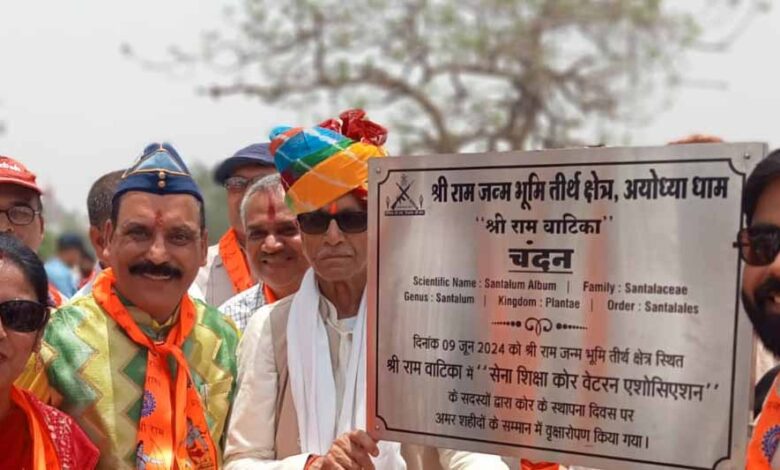 श्री राम जन्म भूमि तीर्थ क्षेत्र, अयोध्या धाम
"श्री राम वाटिका"
चंदन
Scientific Name : Santalum Album | Family : Santalaceae
Genus : Santalum | Kingdom : Plantae | Order : Santalales
दिनांक 09 जून 2024 को श्री राम जन्म भूमि तीर्थ क्षेत्र स्थित
श्री राम वाटिका में "सेना शिक्षा कोर वेटरन एशोसिएशन"
के सदस्यों द्वारा कोर के स्थापना दिवस पर
अमर शहीदों के सम्मान में वृक्षारोपण किया गया।